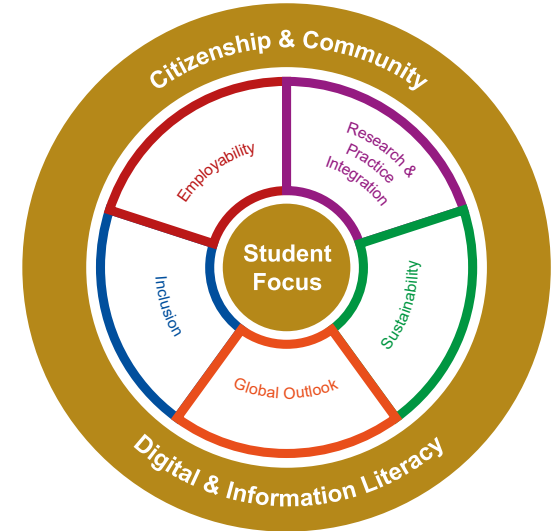 Citizenship & Community
Employability
Research &
Practice
Integration
Student
Focus
Inclusion
Sustainability
Global Outlook
Digital & Information Literacy